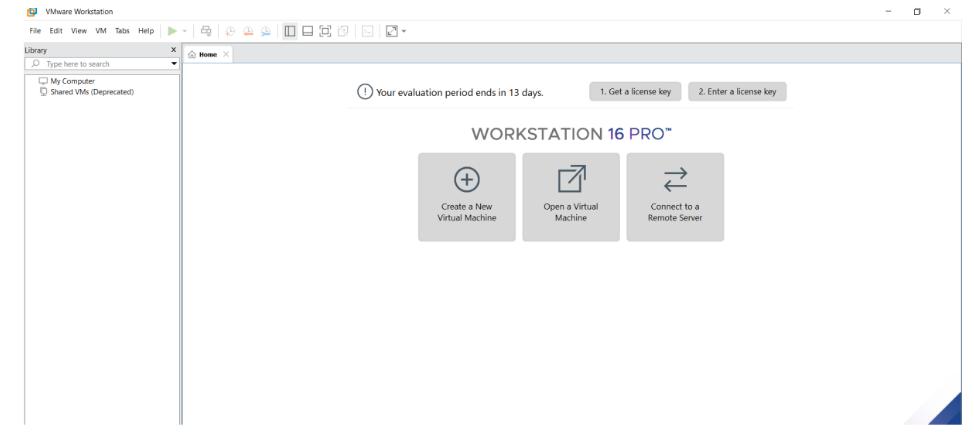 VMware Workstation
File Edit View VM Tabs Help
Library X
Type here to search
My Computer
Shared VMs (Deprecated)
Home
Your evaluation period ends in 13 days.
1. Get a license key
2. Enter a license key
WORKSTATION 16 PRO™
Create a New
Virtual Machine
Open a Virtual
Machine
Connect to a
Remote Server